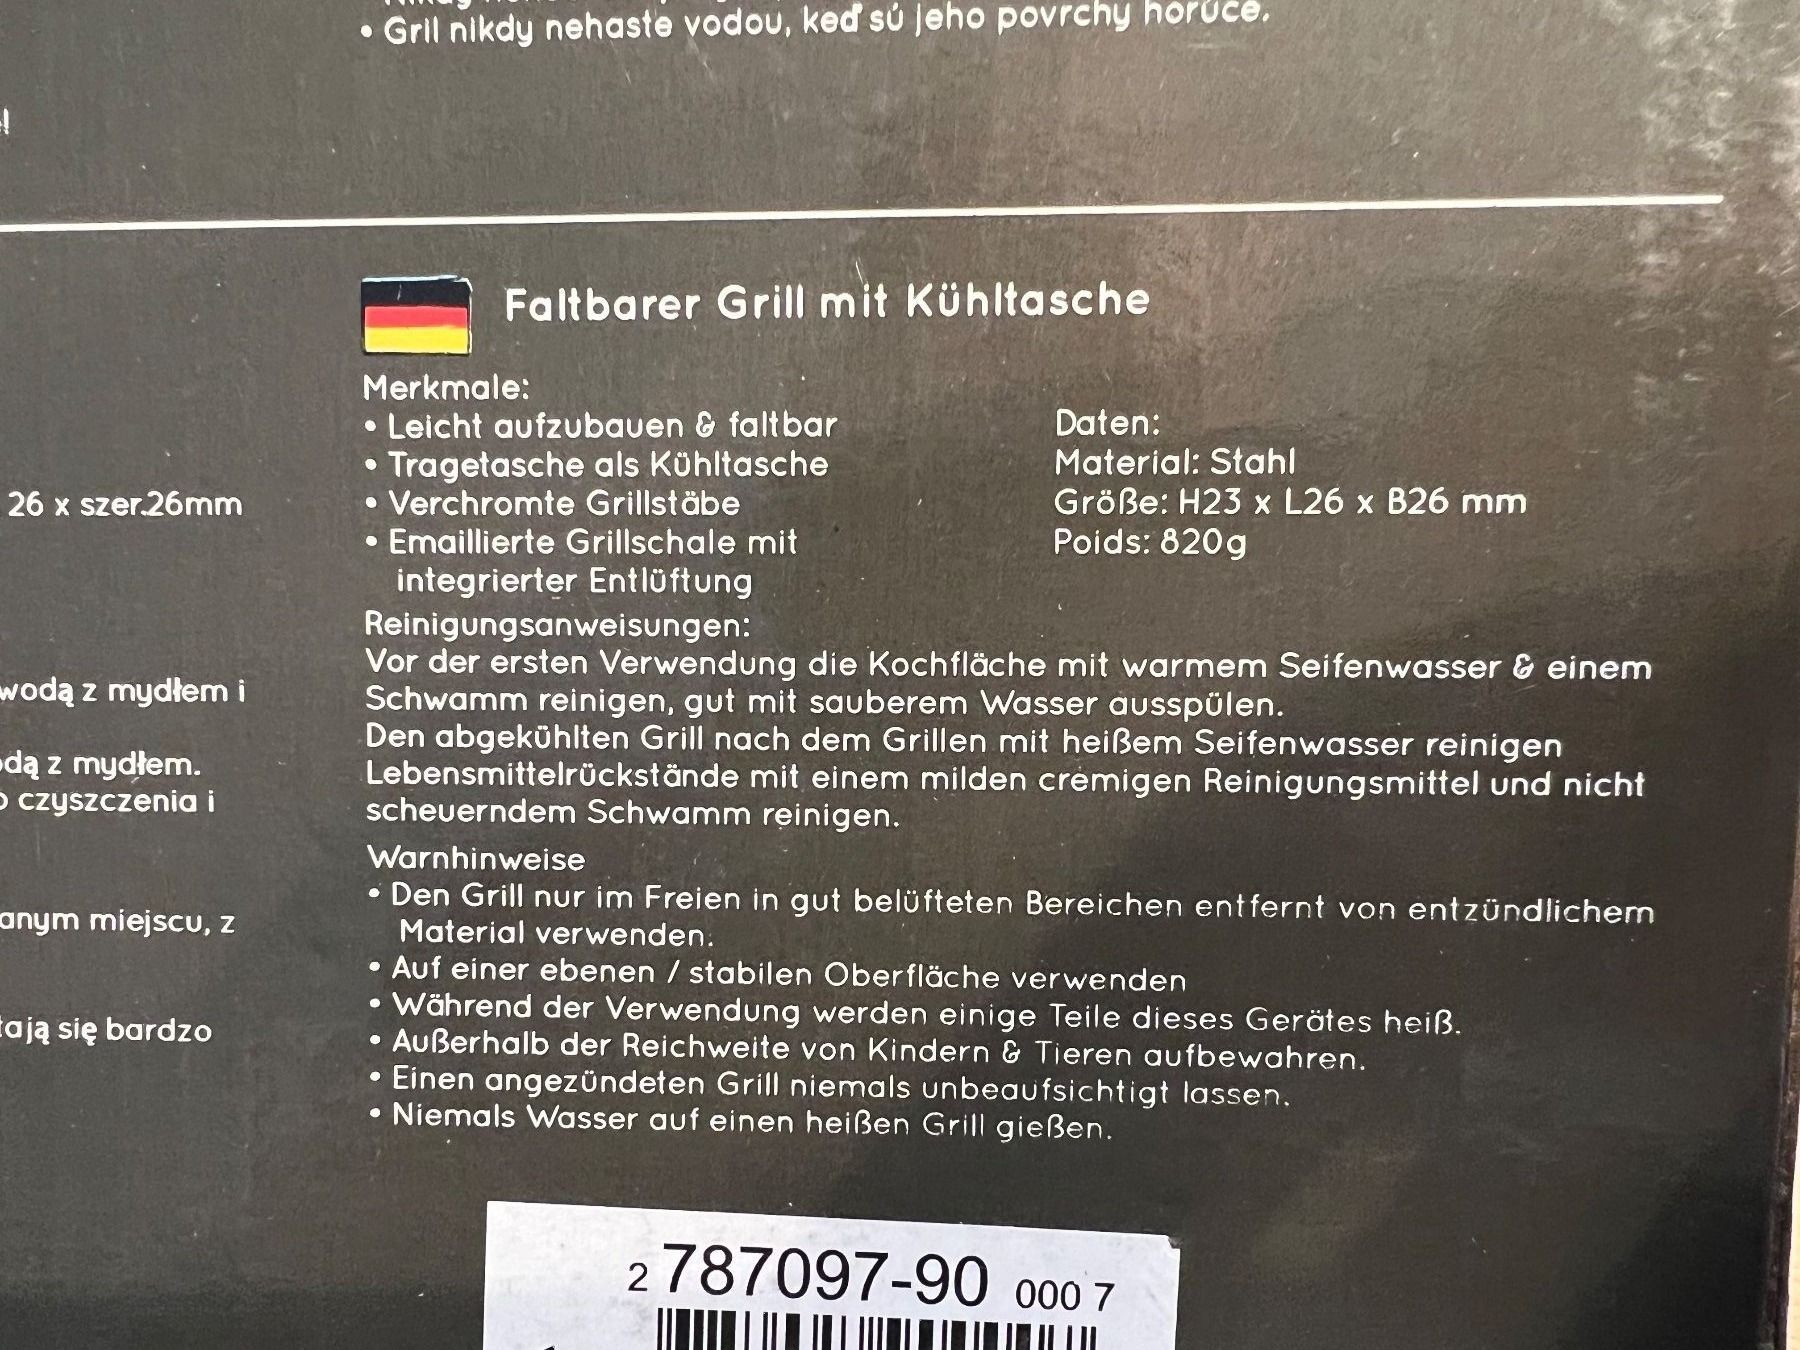 • Gril nikdy nehaste vodou, keď sú jeho povrchy horúce.
Faltbarer Grill mit Kühltasche
Merkmale:
• Leicht aufzubauen & faltbar
• Tragetasche als Kühltasche
• Verchromte Grillstäbe
• Emaillierte Grillschale mit
integrierter Entlüftung
Daten:
Material: Stahl
Größe: H23 x L26 x B26 mm
Poids: 820g
Reinigungsanweisungen:
Vor der ersten Verwendung die Kochfläche mit warmem Seifenwasser & einem
Schwamm reinigen, gut mit sauberem Wasser ausspülen.
Den abgekühlten Grill nach dem Grillen mit heißem Seifenwasser reinigen
Lebensmittelrückstände mit einem milden cremigen Reinigungsmittel und nicht
scheuerndem Schwamm reinigen.
Warnhinweise
• Den Grill nur im Freien in gut belüfteten Bereichen entfernt von entzündlichem
Material verwenden.
• Auf einer ebenen / stabilen Oberfläche verwenden
• Während der Verwendung werden einige Teile dieses Gerätes heiß.
• Außerhalb der Reichweite von Kindern & Tieren aufbewahren.
• Einen angezündeten Grill niemals unbeaufsichtigt lassen.
• Niemals Wasser auf einen heißen Grill gießen.
26 x szer.26mm
wodą z mydłem i
z mydłem.
czyszczenia i
miejscu, z
się bardzo
2 787097-90 000 7